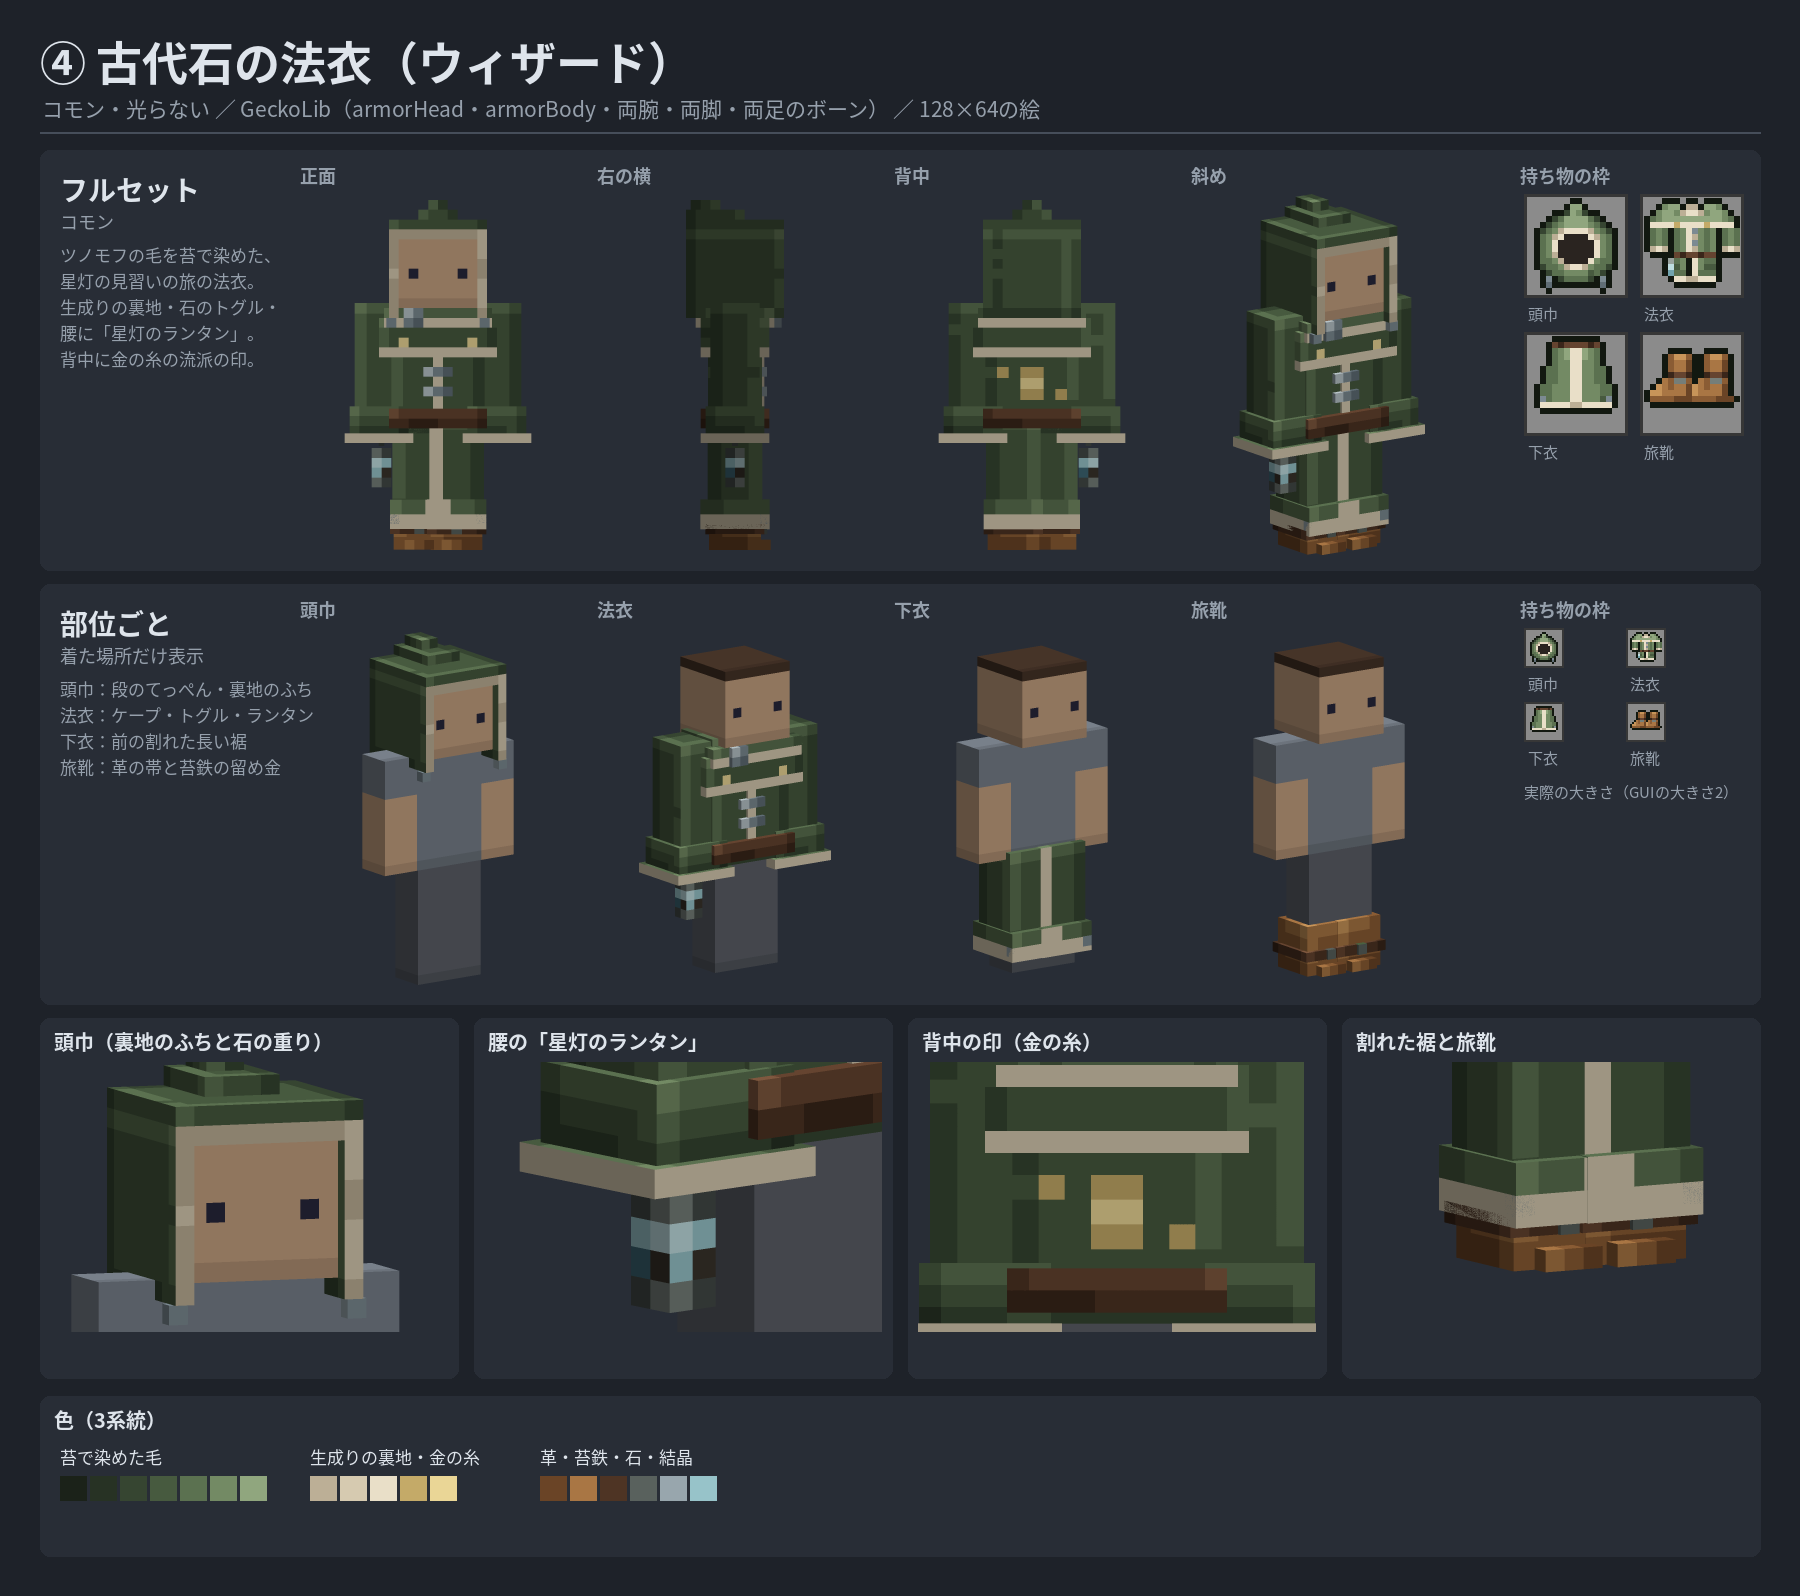 ④ 古代石の法衣（ウィザード）
コモン・光らない ／ GeckoLib（armorHead・armorBody・両腕・両脚・両足のボーン） ／ 128×64の絵
フルセット
コモン
ツノモフの毛を苔で染めた、
星灯の見習いの旅の法衣。
生成りの裏地・石のトグル・
腰に「星灯のランタン」。
背中に金の糸の流派の印。
正面
右の横
背中
斜め
持ち物の枠
頭巾
法衣
下衣
旅靴
部位ごと
着た場所だけ表示
頭巾：段のてっぺん・裏地のふち
法衣：ケープ・トグル・ランタン
下衣：前の割れた長い裾
旅靴：革の帯と苔鉄の留め金
頭巾
法衣
下衣
旅靴
持ち物の枠
頭巾
法衣
下衣
旅靴
実際の大きさ（GUIの大きさ2）
頭巾（裏地のふちと石の重り）
腰の「星灯のランタン」
背中の印（金の糸）
割れた裾と旅靴
色（3系統）
苔で染めた毛
生成りの裏地・金の糸
革・苔鉄・石・結晶